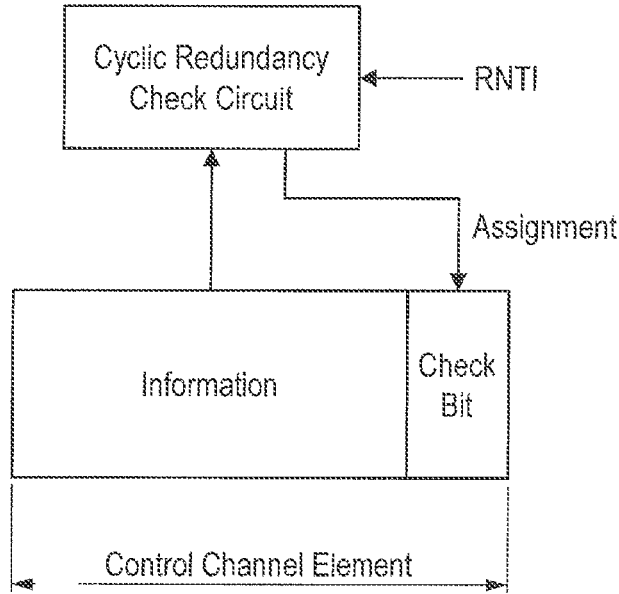 Cyclic Redundancy
Check Circuit
RNTI
Assignment
Information
Check
Bit
Control Channel Element